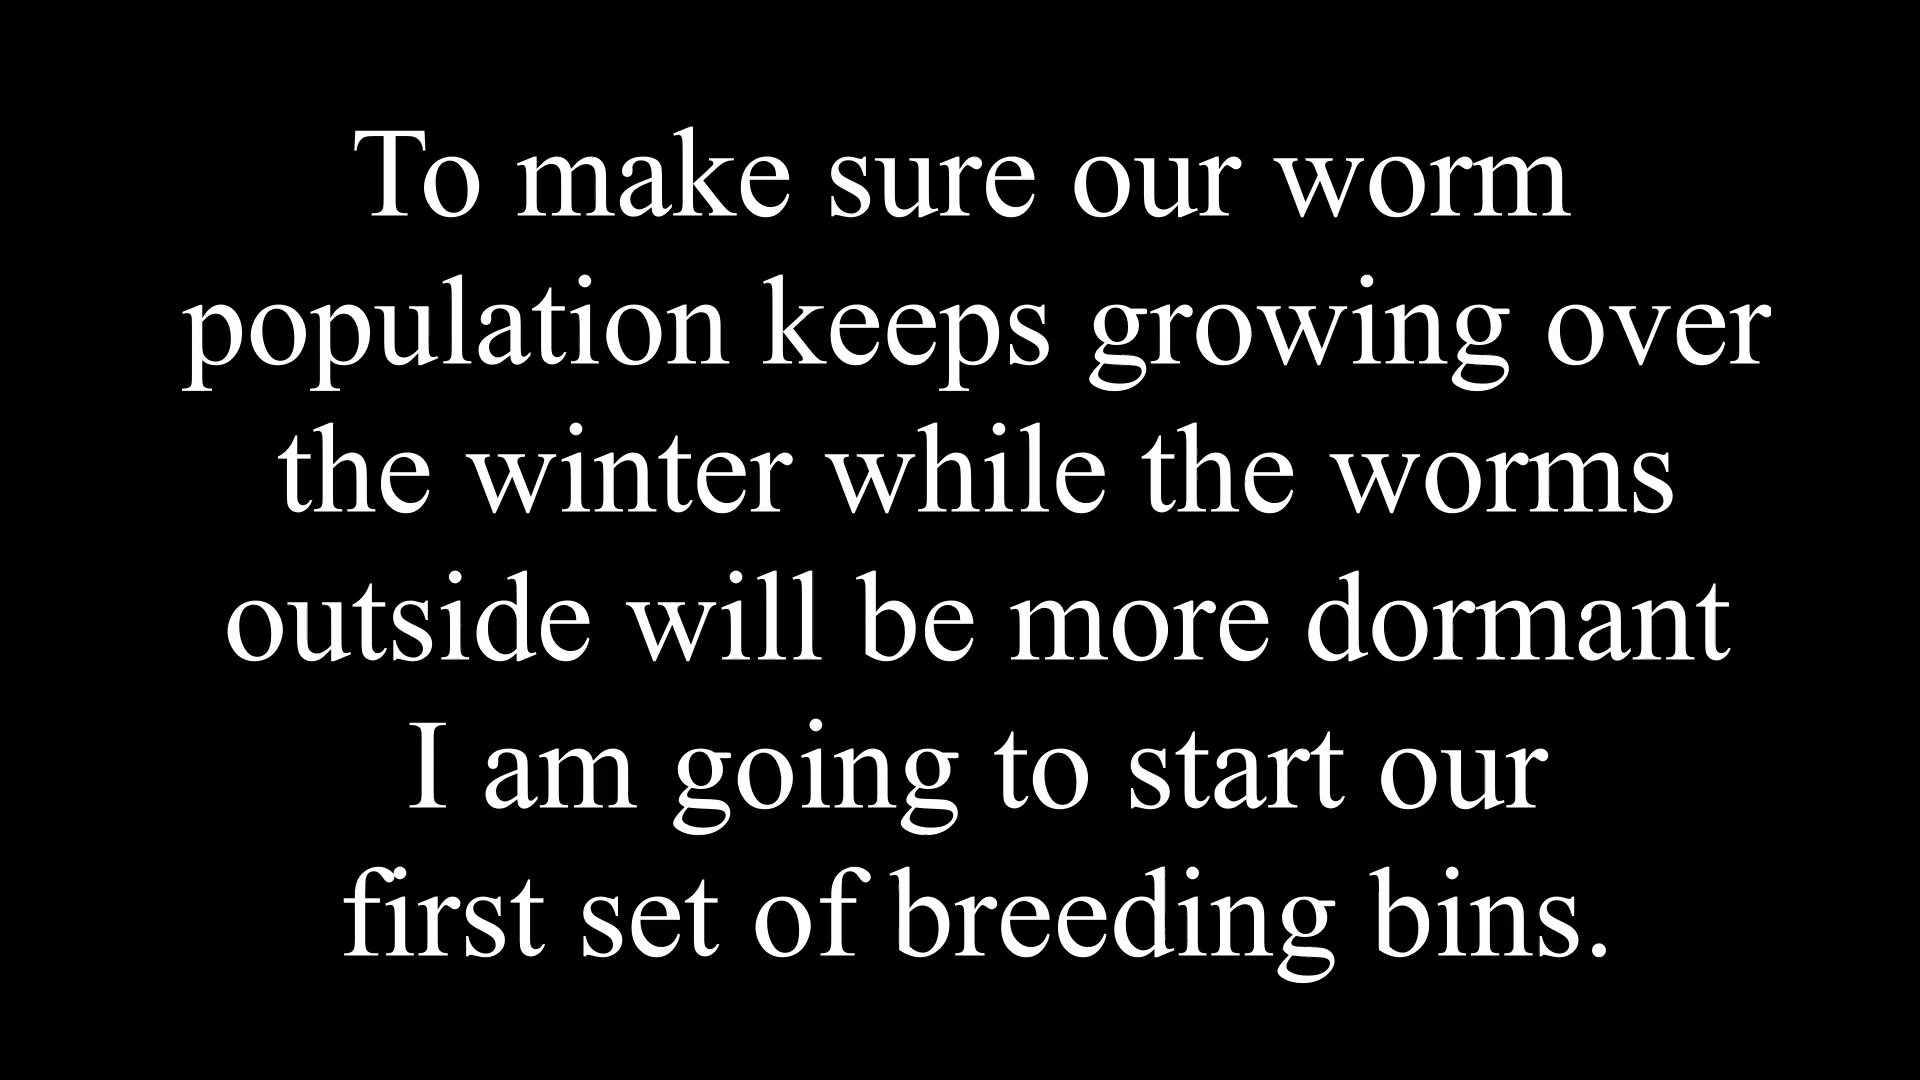 To make sure our worm
population keeps growing over
the winter while the worms
outside will be more dormant
I am going to start our
first set of breeding bins.